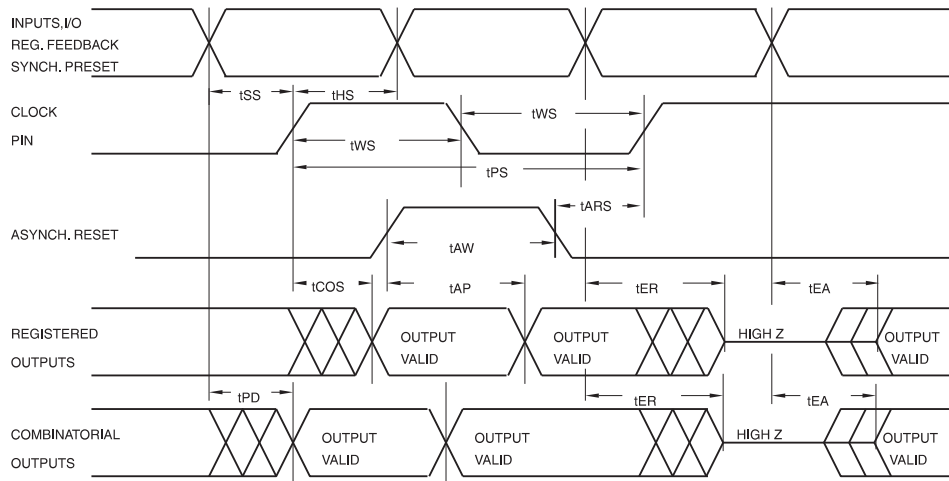 INPUTS,I/O
REG. FEEDBACK
SYNCH. PRESET
tSS
tHS
CLOCK
PIN
tWS
tWS
tPS
tARS
ASYNCH. RESET
tAW
tCOS
tAP
tER
tEA
REGISTERED
OUTPUTS
OUTPUT
VALID
OUTPUT
VALID
HIGH Z
OUTPUT
VALID
tPD
tER
tEA
COMBINATORIAL
OUTPUTS
OUTPUT
VALID
OUTPUT
VALID
HIGH Z
OUTPUT
VALID